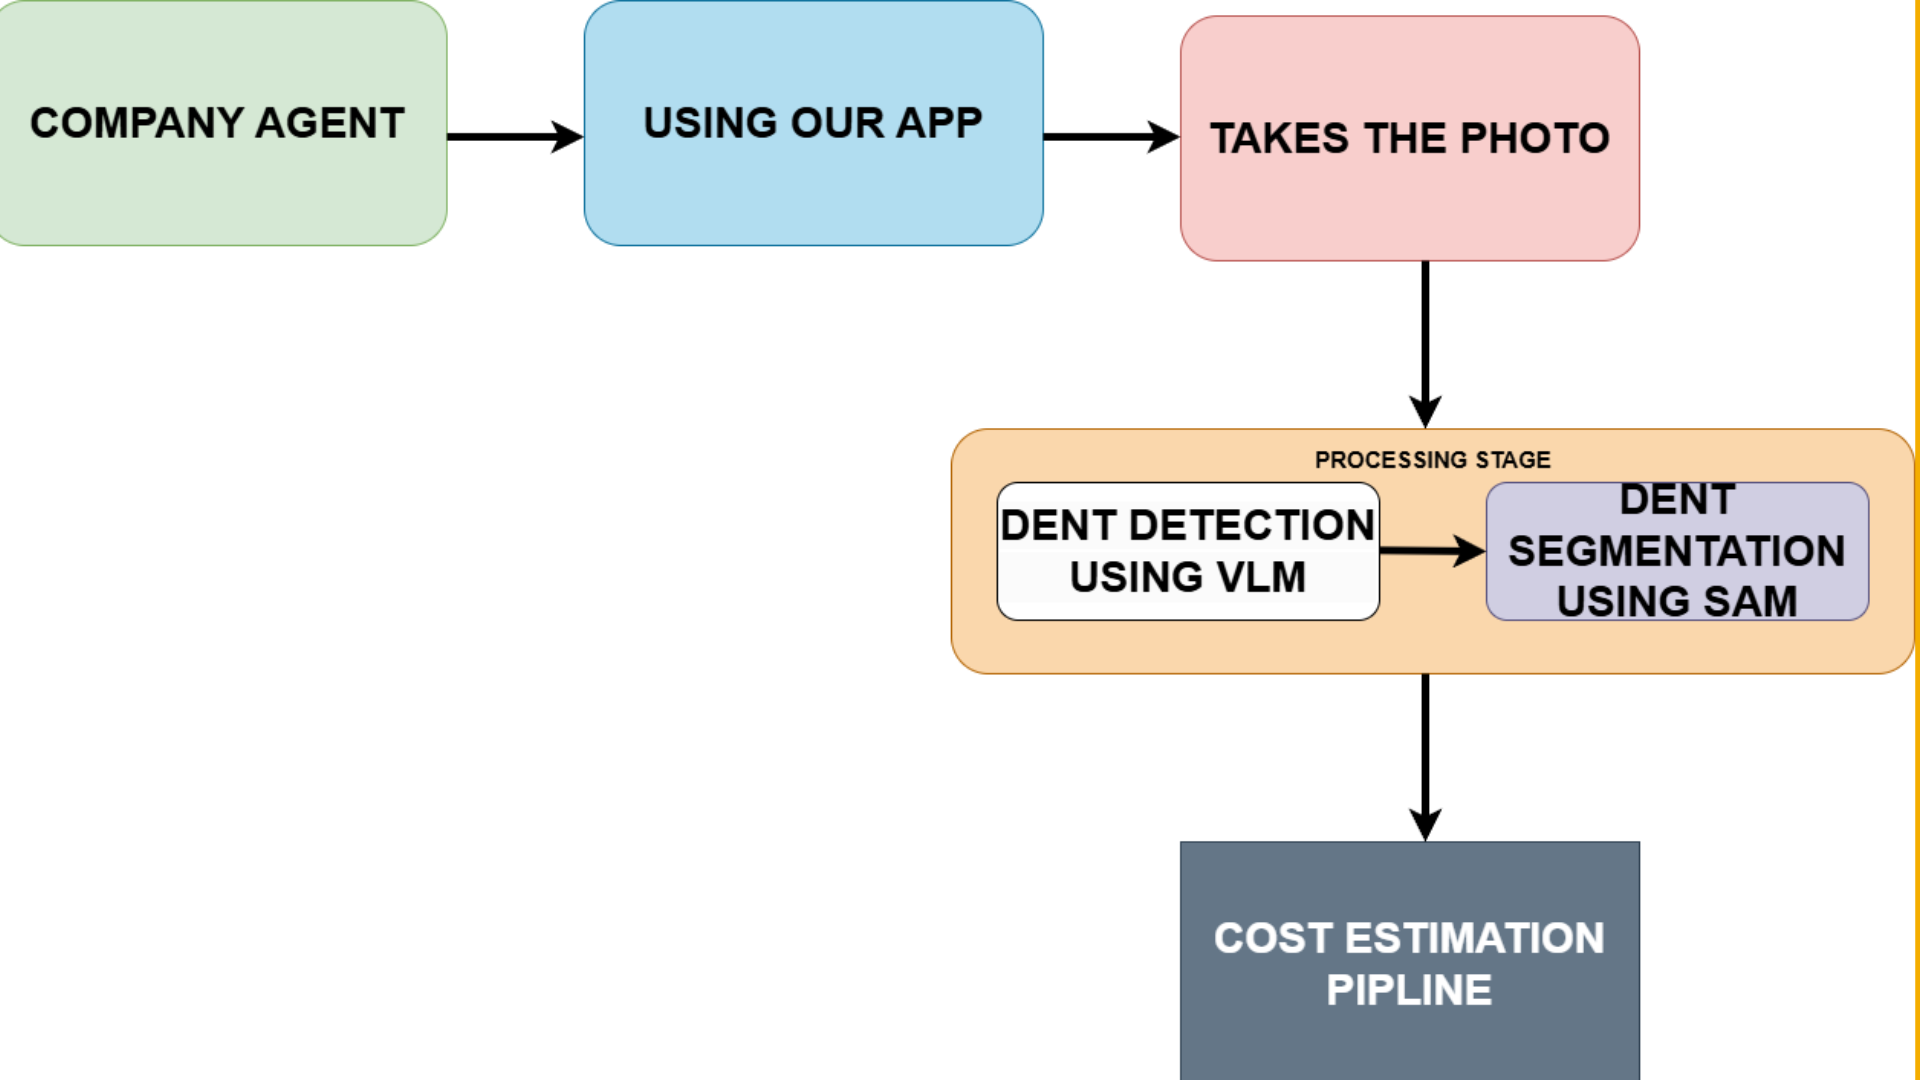 COMPANY AGENT
USING OUR APP
TAKES THE PHOTO
PROCESSING STAGE
DENT DETECTION
USING VLM
DENT
SEGMENTATION
USING SAM
COST ESTIMATION
PIPLINE